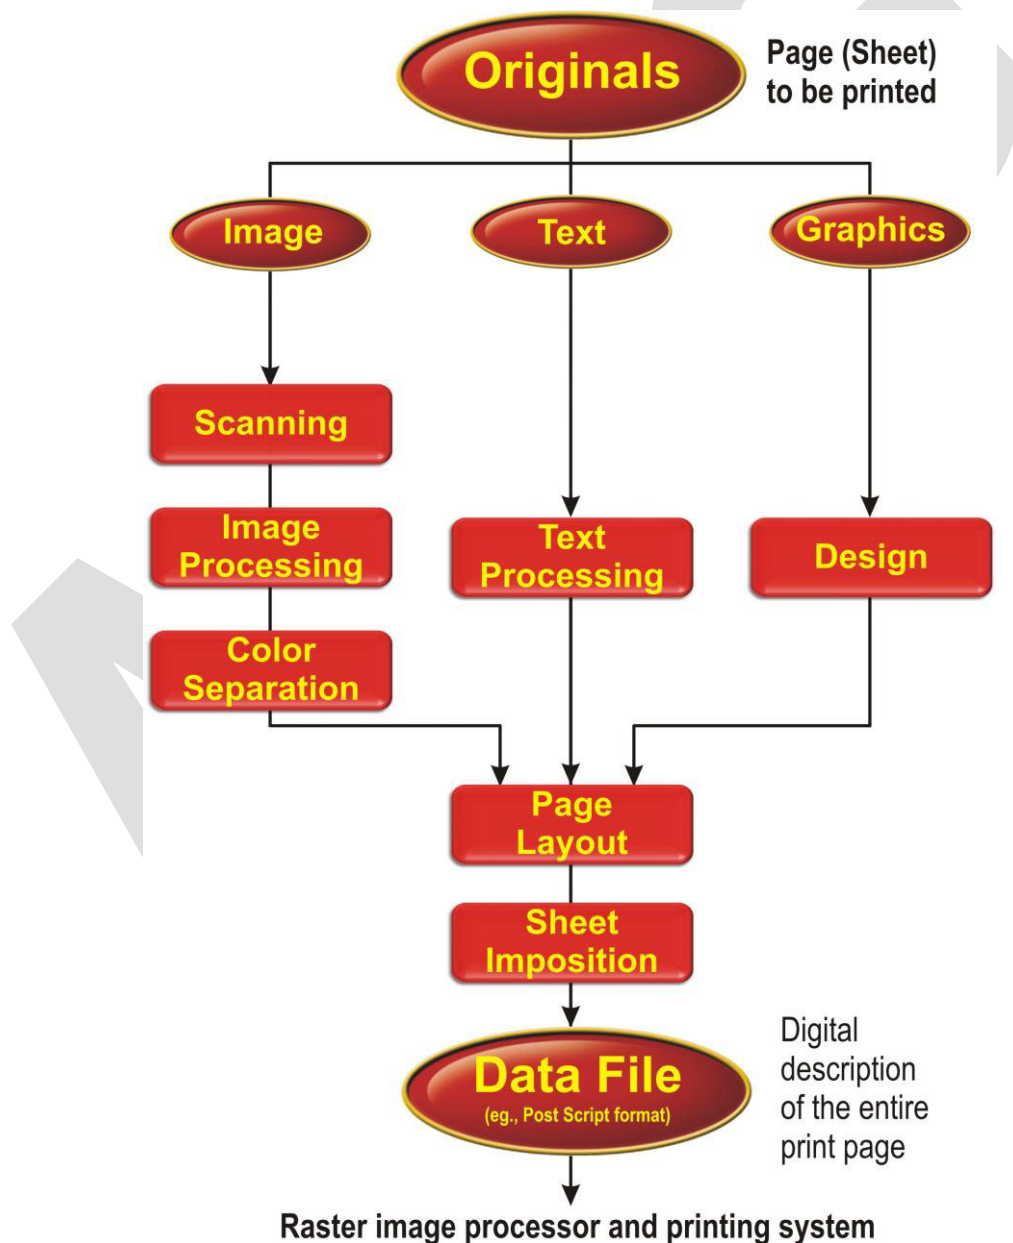 Originals
Page (Sheet)
to be printed
Image
Text
Graphics
Scanning
Image
Processing
Text
Processing
Design
Color
Separation
Page
Layout
Sheet
Imposition
Data File
(eg., Post Script format)
Digital
description
of the entire
print page
Raster image processor and printing system